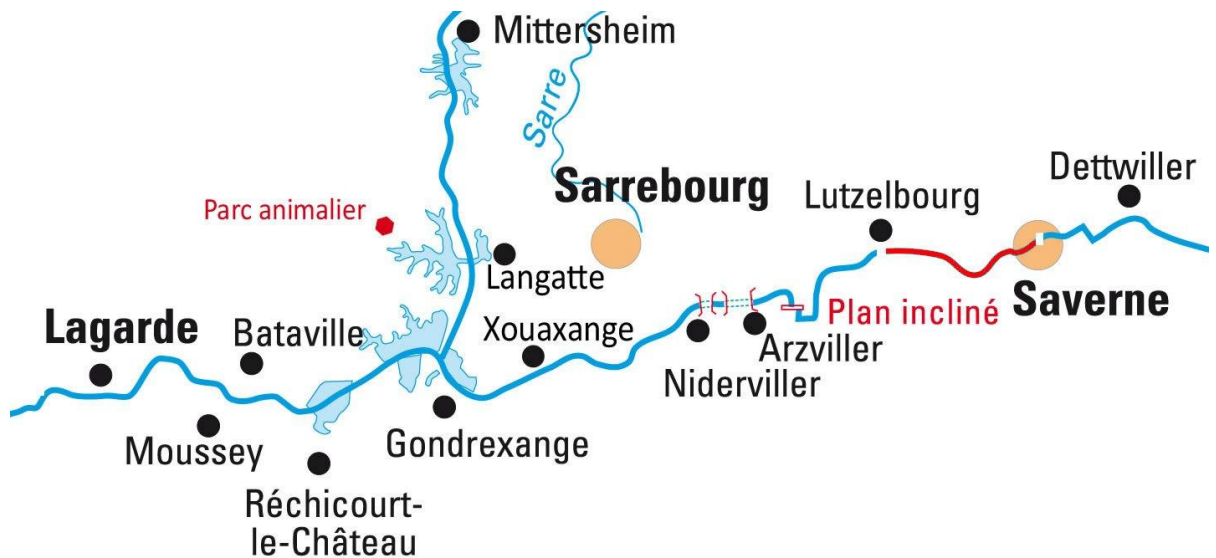 Mittersheim
Sarre
Dettwiller
Sarrebourg
Lutzelbourg
Parc animalier
Langatte
Saverne
Plan incliné
Lagarde
Bataville
Xouaxange
Arzviller
Niderviller
Moussey
Gondrexange
Réchicourt-
le-Château